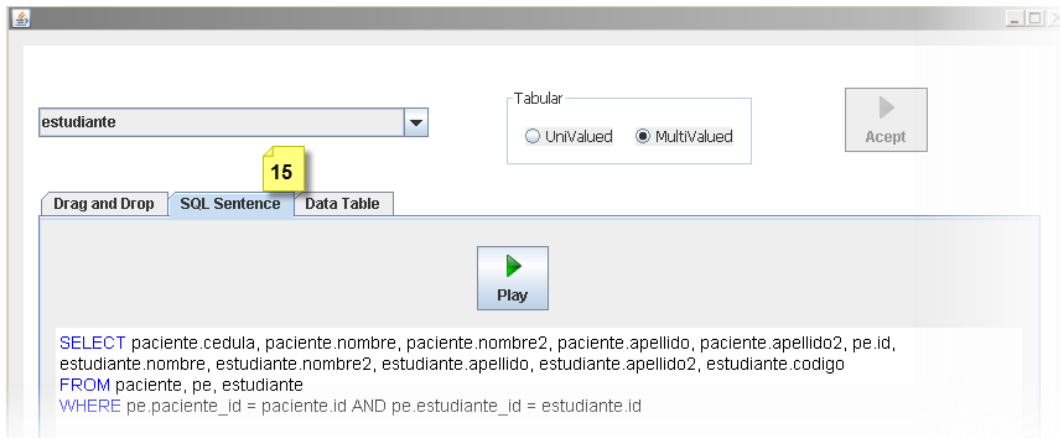 Tabular
estudiante
UniValued MultiValued
Acept
15
Drag and Drop SQL Sentence Data Table
Play
SELECT paciente.cedula, paciente.nombre, paciente.nombre2, paciente.apellido, paciente.apellido2, pe.id,
estudiante.nombre, estudiante.nombre2, estudiante.apellido, estudiante.apellido2, estudiante.codigo
FROM paciente, pe, estudiante
WHERE pe.paciente_id = paciente.id AND pe.estudiante_id = estudiante.id